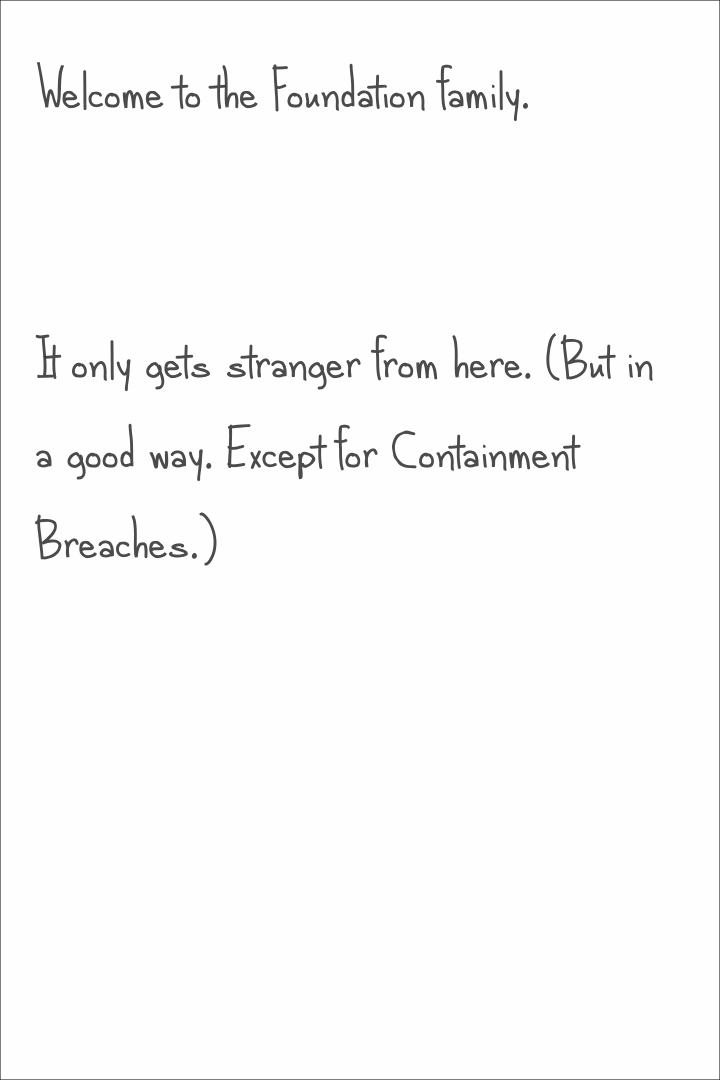 Welcome to the Foundation family.
It only gets stranger from here. (But in
a good way. Except for Containment
Breaches.)